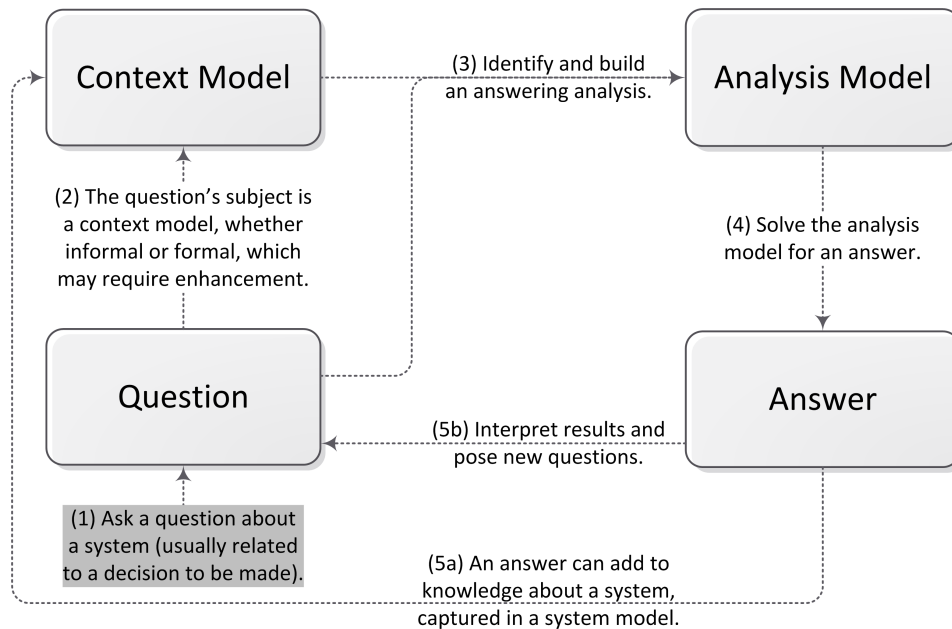 Context Model
(3) Identify and build
an answering analysis.
Analysis Model
(2) The question’s subject is
a context model, whether
informal or formal, which
may require enhancement.
(4) Solve the analysis
model for an answer.
Question
Answer
(5b) Interpret results and
pose new questions.
(1) Ask a question about
a system (usually related
to a decision to be made).
(5a) An answer can add to
knowledge about a system,
captured in a system model.